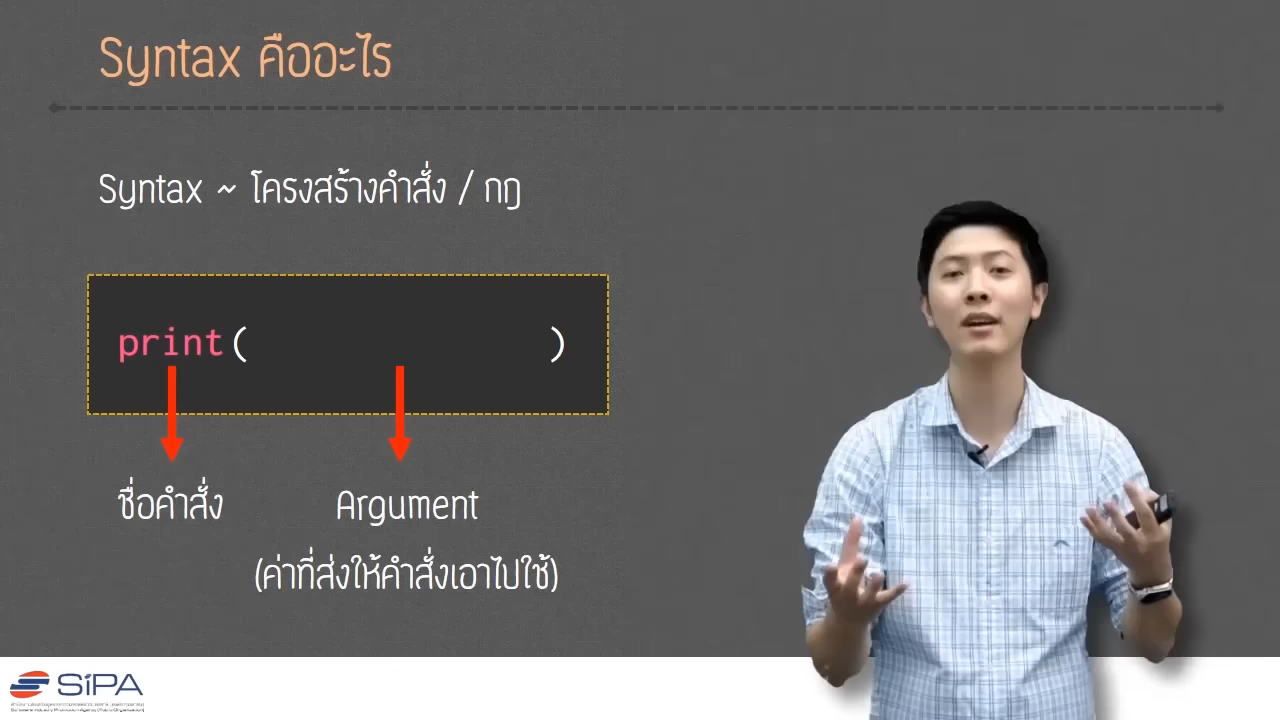 Syntax คืออะไร
Syntax ~ โครงสร้างคำสั่ง / กฎ
print( )
ชื่อคำสั่ง
Argument
(ค่าที่ส่งให้คำสั่งเอาไปใช้)
SiPA